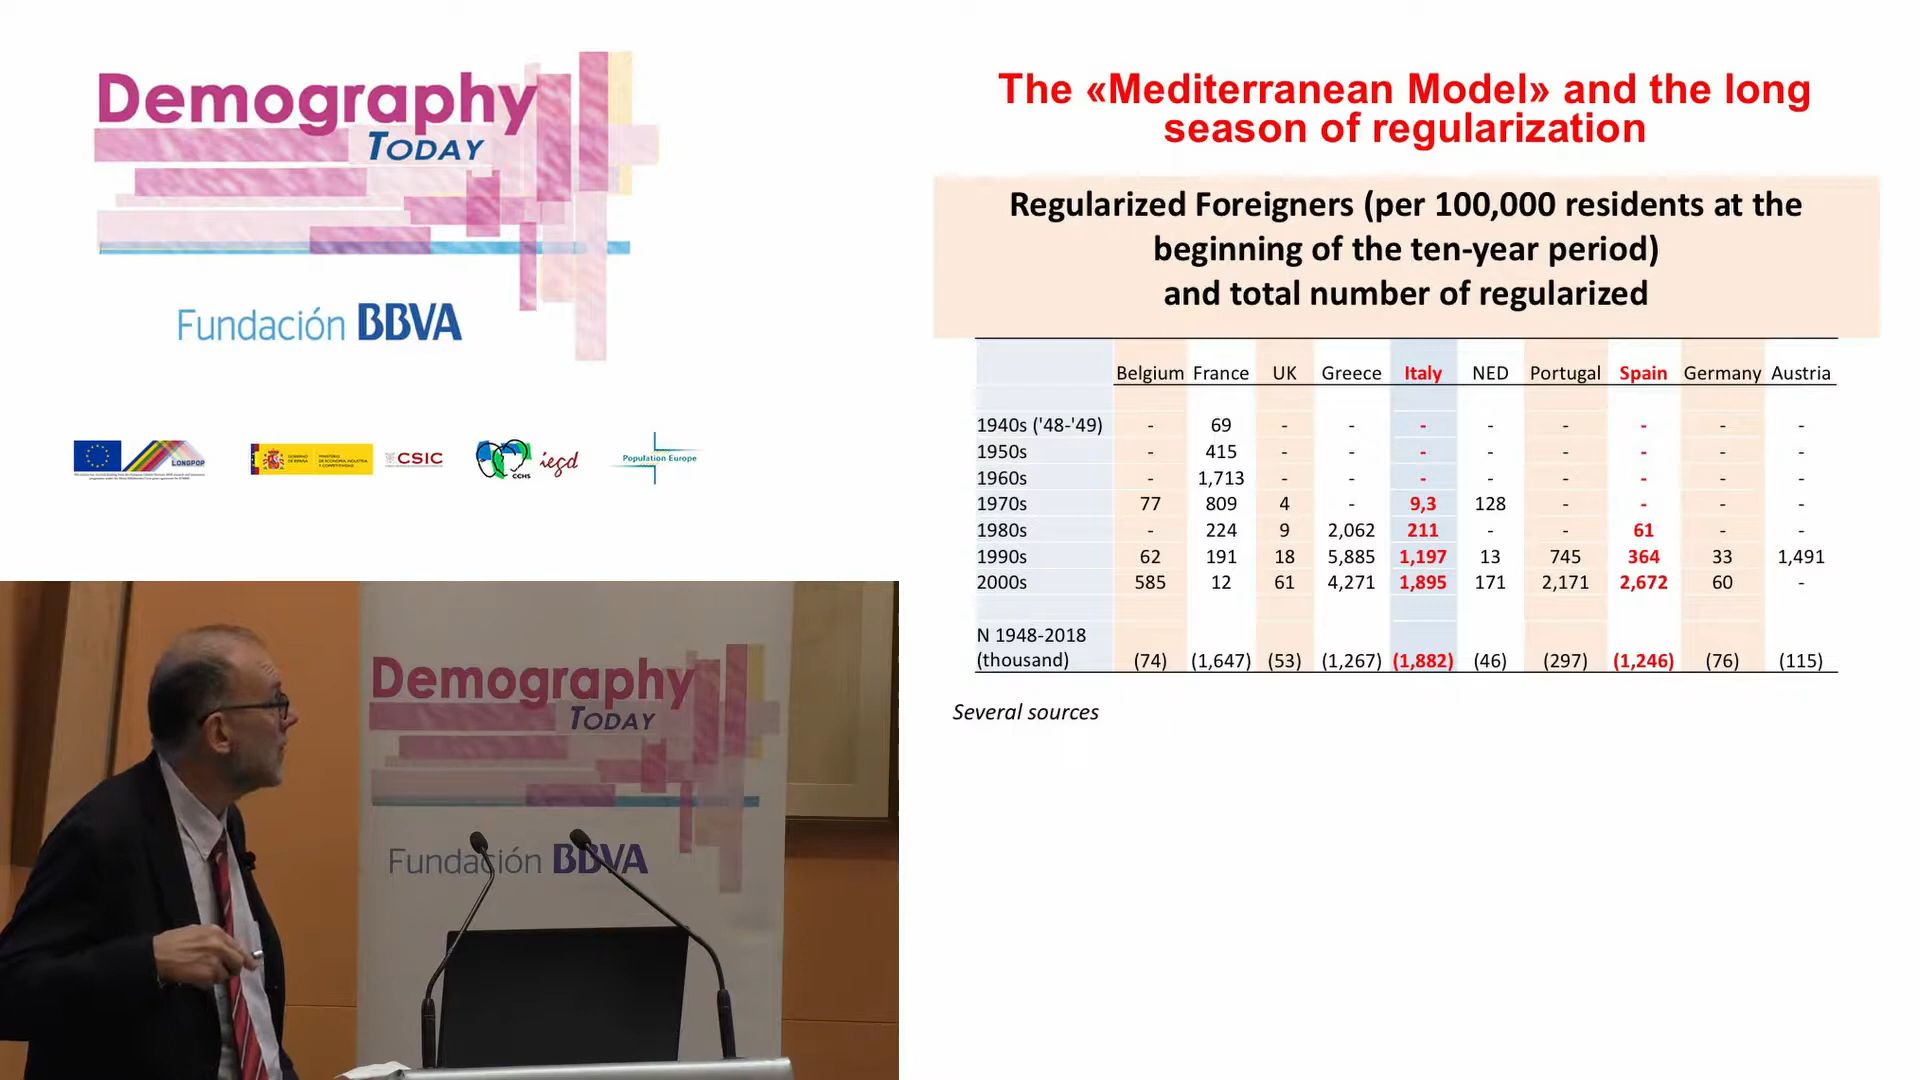 Demography
TODAY
Fundación BBVA
LONGPOP
GOBIERNO DE ESPAÑA
MINISTERIO DE ECONOMÍA, INDUSTRIA Y COMPETITIVIDAD
CSIC
CCHS
iegd
Population Europe
The «Mediterranean Model» and the long
season of regularization
Regularized Foreigners (per 100,000 residents at the
beginning of the ten-year period)
and total number of regularized
Belgium France UK Greece Italy NED Portugal Spain Germany Austria
1940s ('48-'49) - 69 - - - - - - - -
1950s - 415 - - - - - - - -
1960s - 1,713 - - - - - - - -
1970s 77 809 4 - 9,3 128 - - - -
1980s - 224 9 2,062 211 - - 61 - -
1990s 62 191 18 5,885 1,197 13 745 364 33 1,491
2000s 585 12 61 4,271 1,895 171 2,171 2,672 60 -
N 1948-2018
(thousand) (74) (1,647) (53) (1,267) (1,882) (46) (297) (1,246) (76) (115)
Several sources
Demography
TODAY
Fundación BBVA